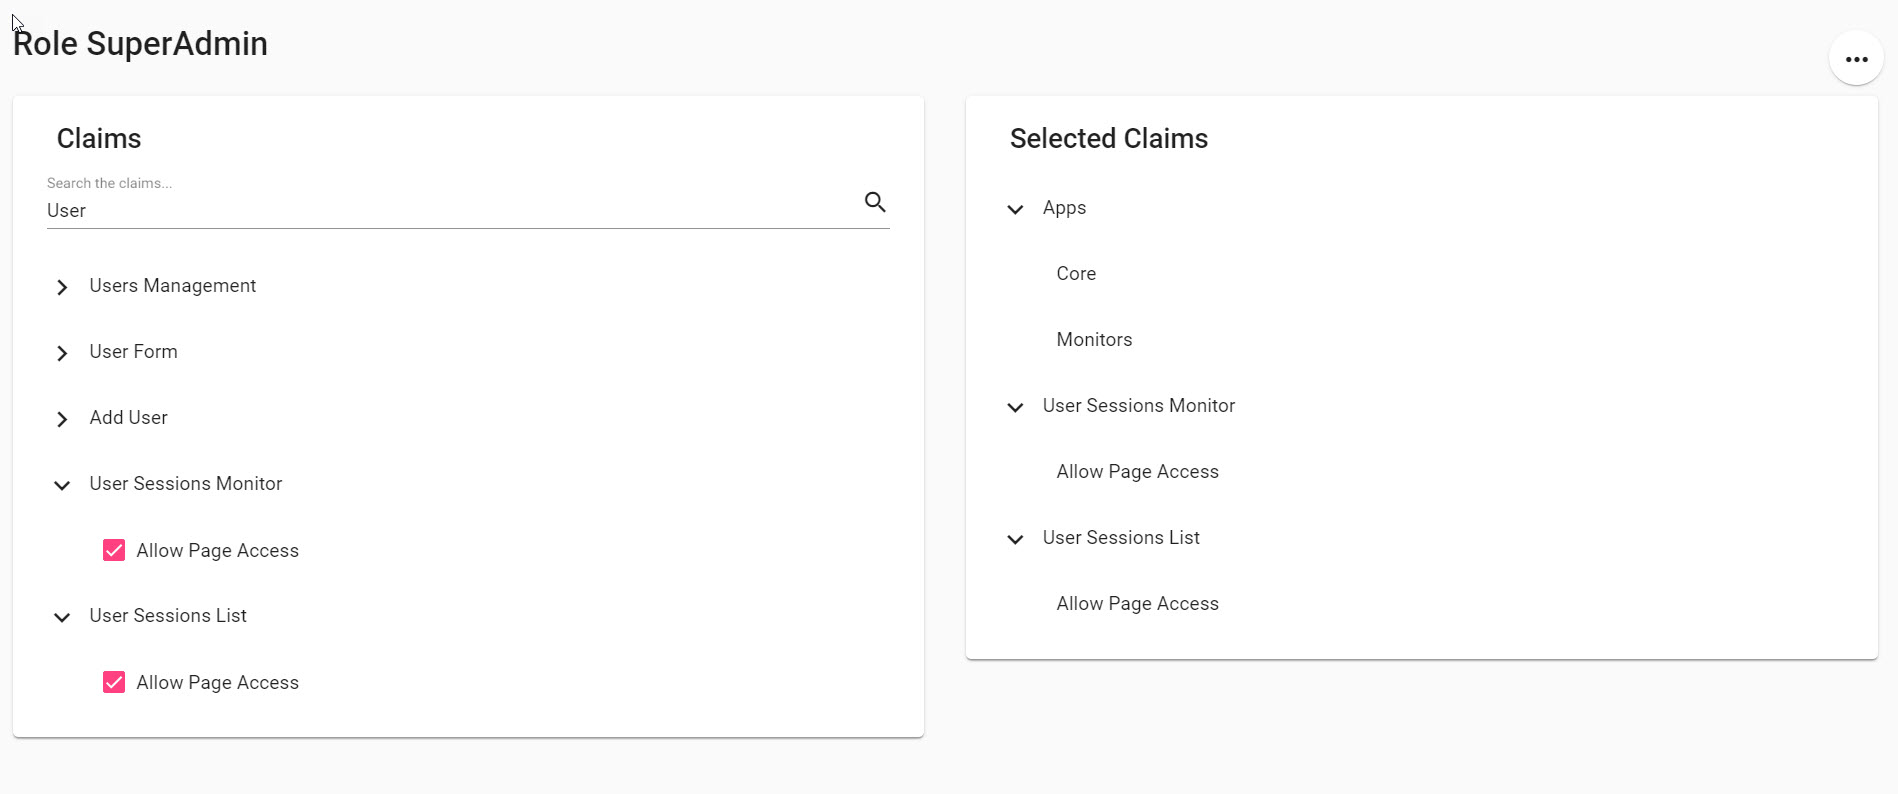 Role SuperAdmin
Claims
Search the claims...
User
Users Management
User Form
Add User
User Sessions Monitor
Allow Page Access
User Sessions List
Allow Page Access
Selected Claims
Apps
Core
Monitors
User Sessions Monitor
Allow Page Access
User Sessions List
Allow Page Access